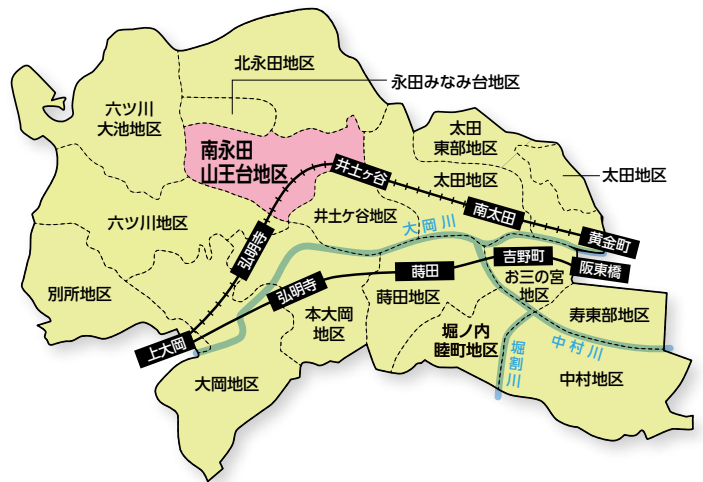 北永田地区
永田みなみ台地区
六ツ川
大池地区
太田
東部地区
南永田
山王台地区
井土ヶ谷
太田地区
太田地区
南太田
六ツ川地区
井土ケ谷地区
大岡川
黄金町
弘明寺
吉野町
阪東橋
蒔田
お三の宮
地区
別所地区
弘明寺
蒔田地区
本大岡
地区
寿東部地区
堀ノ内
睦町地区
上大岡
中村川
堀割川
大岡地区
中村地区